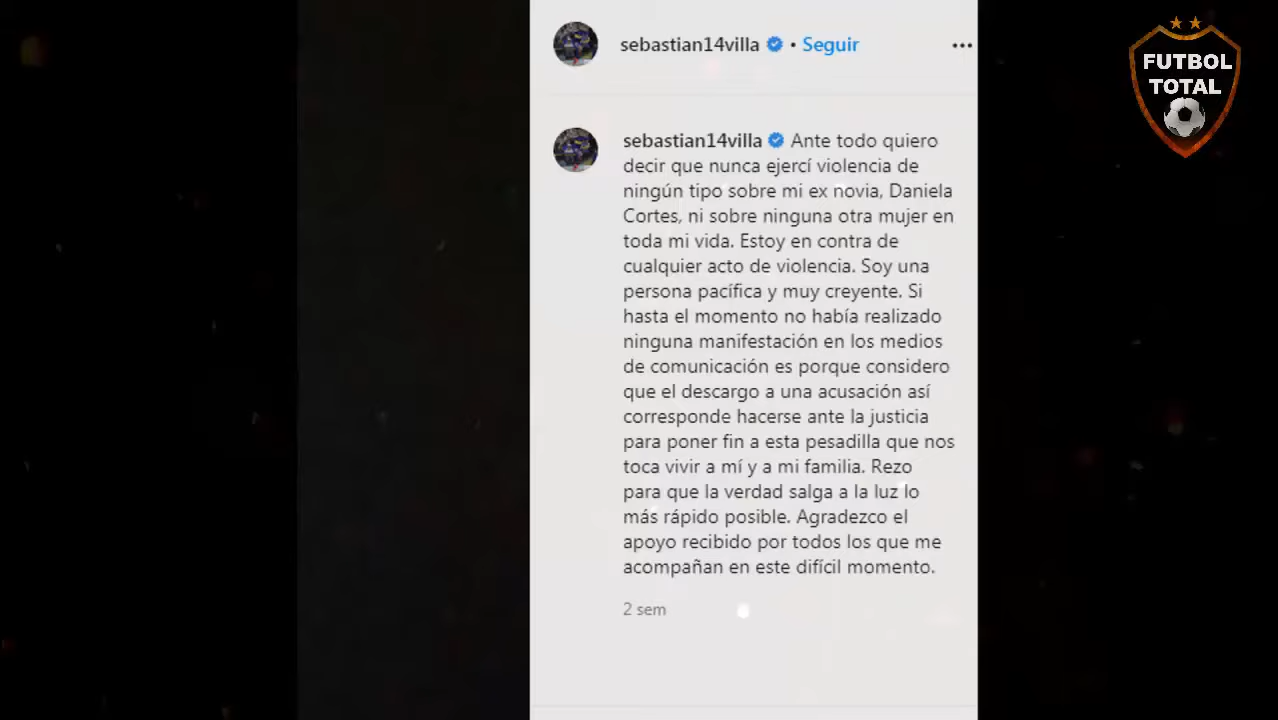 sebastian14villa • Seguir
FUTBOL
TOTAL
sebastian14villa Ante todo quiero
decir que nunca ejercí violencia de
ningún tipo sobre mi ex novia, Daniela
Cortes, ni sobre ninguna otra mujer en
toda mi vida. Estoy en contra de
cualquier acto de violencia. Soy una
persona pacífica y muy creyente. Si
hasta el momento no había realizado
ninguna manifestación en los medios
de comunicación es porque considero
que el descargo a una acusación así
corresponde hacerse ante la justicia
para poner fin a esta pesadilla que nos
toca vivir a mí y a mi familia. Rezo
para que la verdad salga a la luz lo
más rápido posible. Agradezco el
apoyo recibido por todos los que me
acompañan en este difícil momento.
2 sem